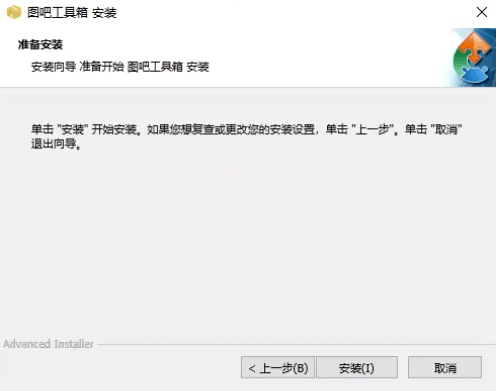 图吧工具箱 安装
准备安装
安装向导 准备开始 图吧工具箱 安装
单击 "安装" 开始安装。如果您想复查或更改您的安装设置，单击 "上一步"。单击 "取消"
退出向导。
Advanced Installer
< 上一步(B)
安装(I)
取消